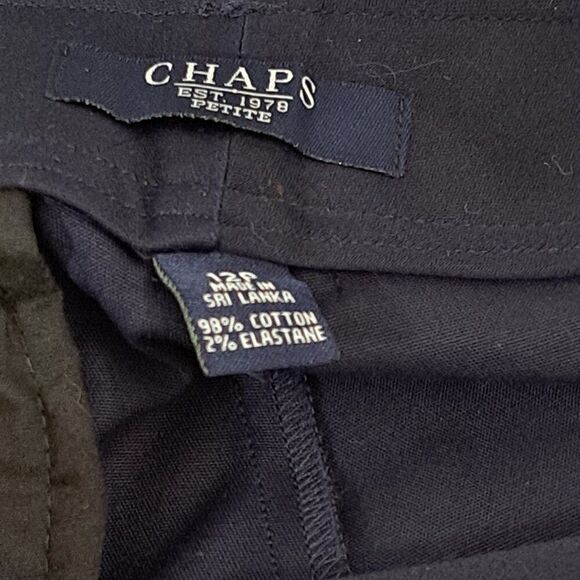 CHAPS
EST. 1978
PETITE
12P
MADE IN
SRI LANKA
98% COTTON
2% ELASTANE